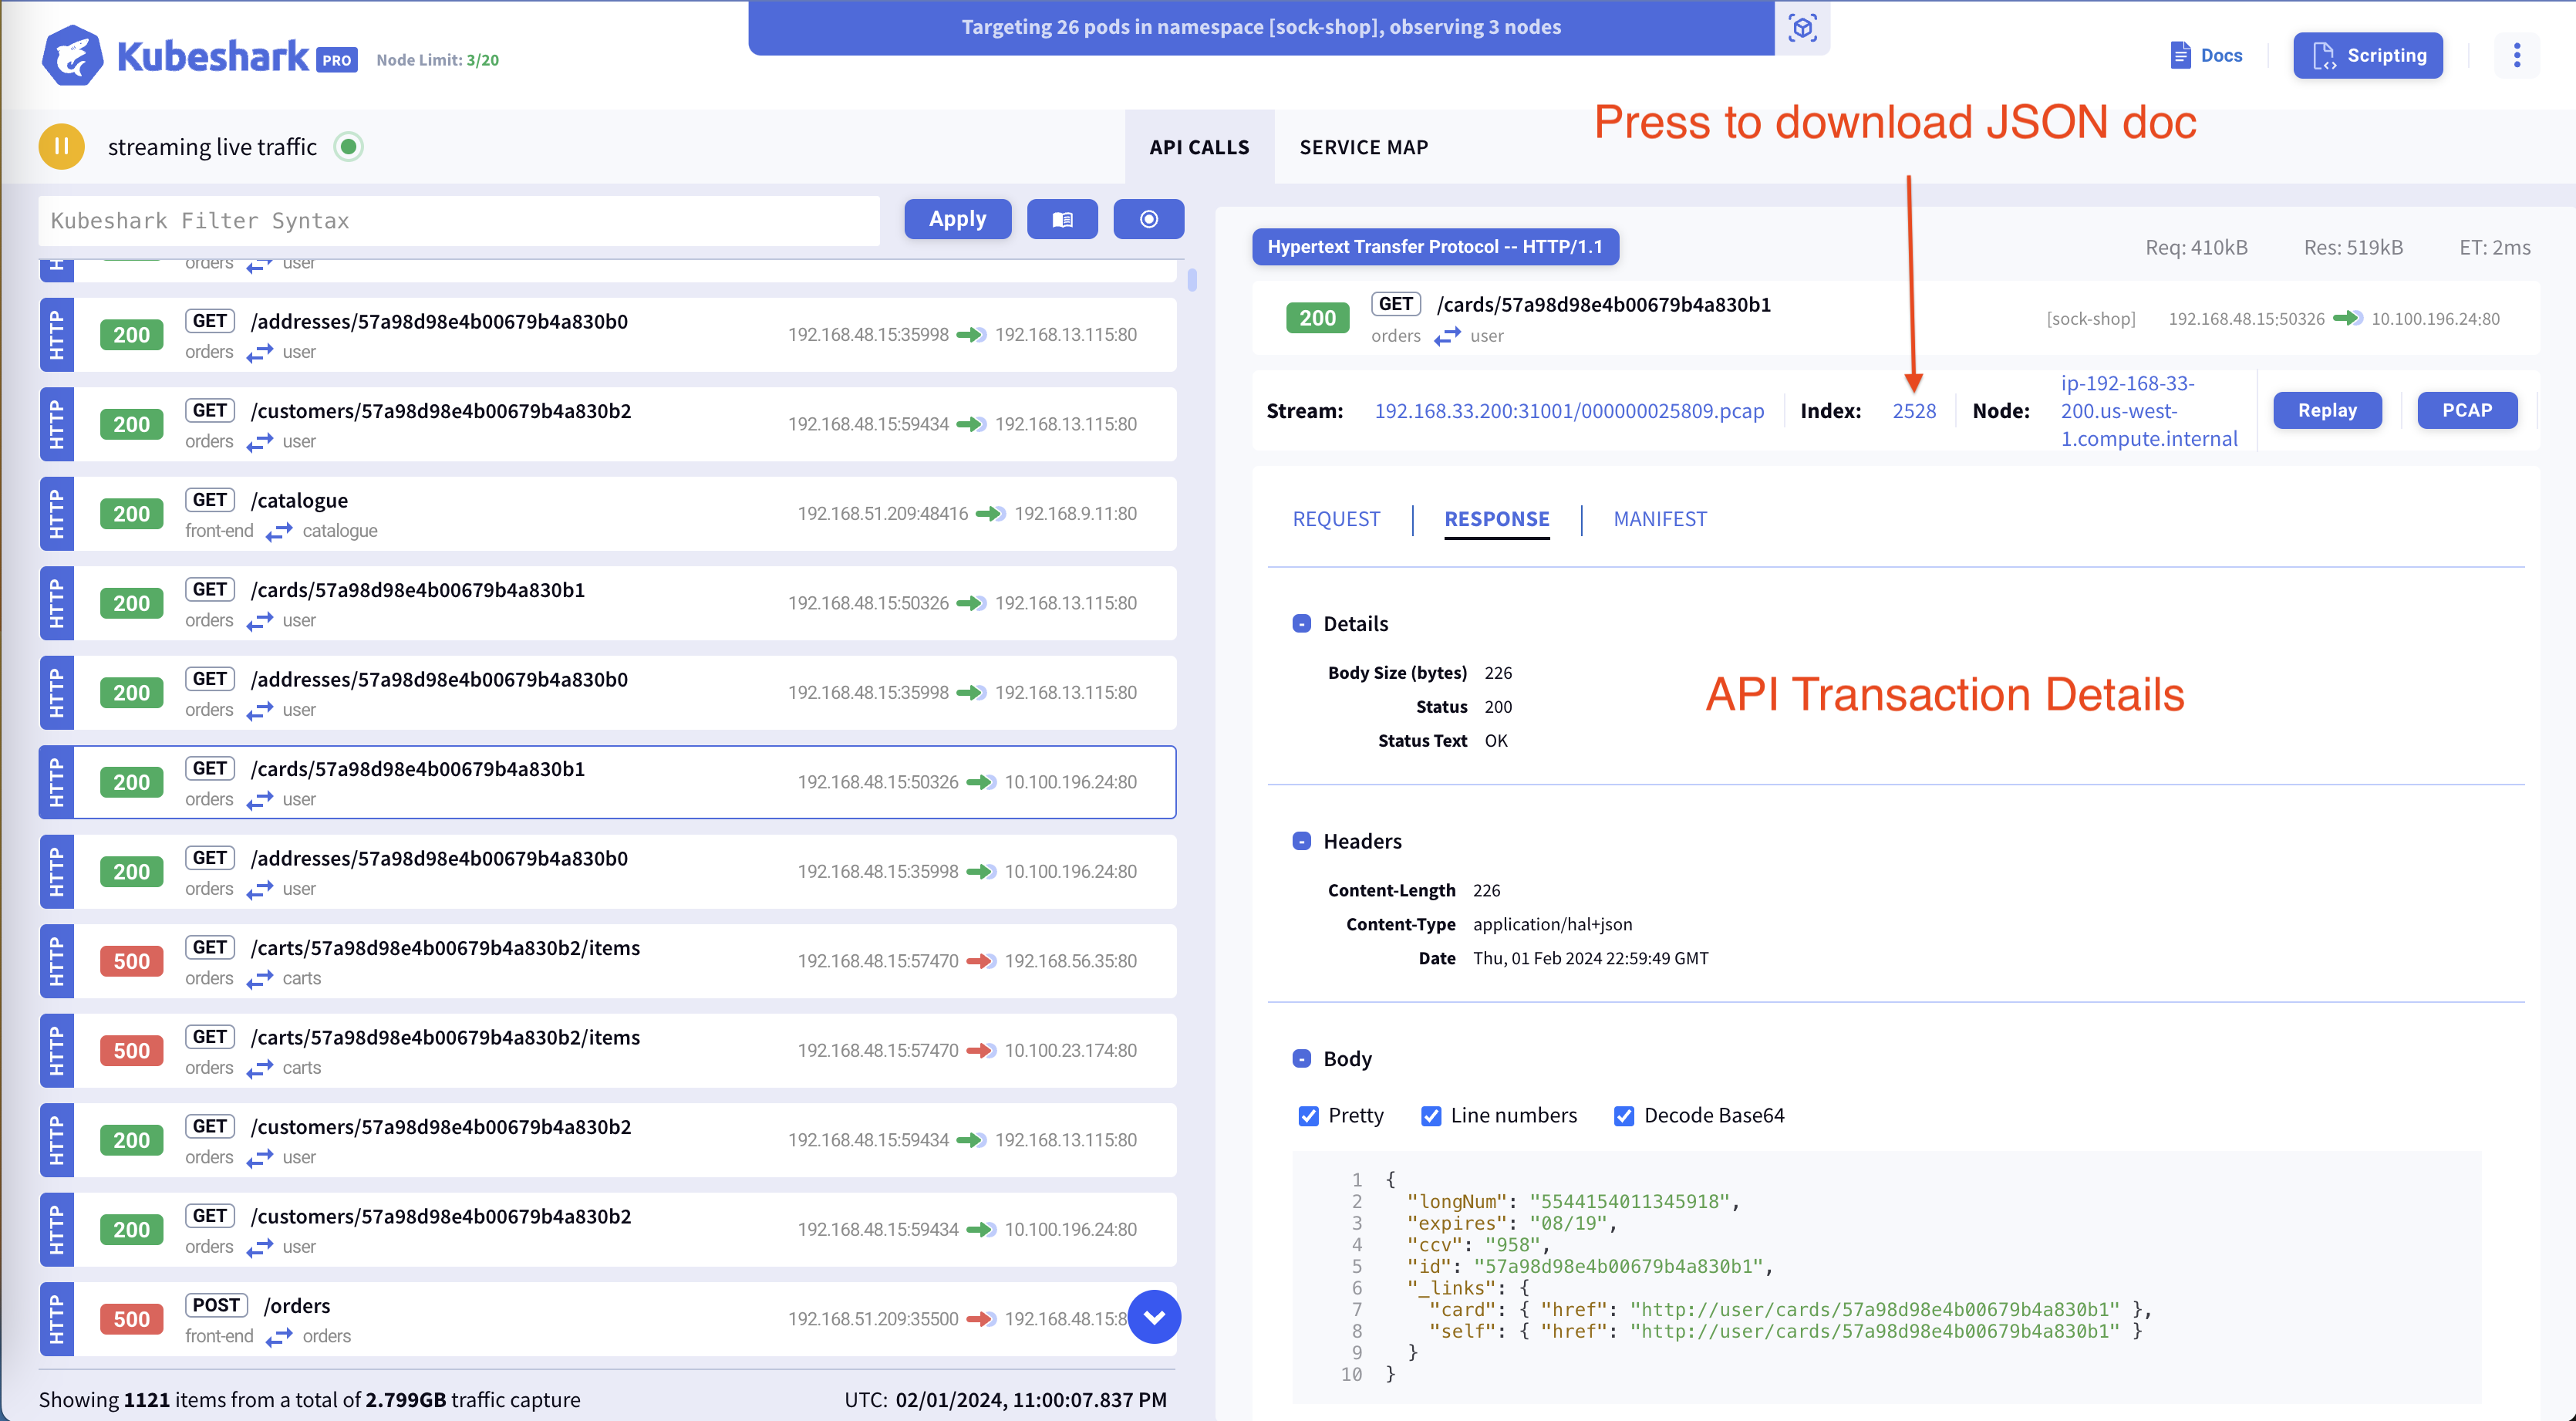 Targeting 26 pods in namespace [sock-shop], observing 3 nodes
Kubeshark PRO Node Limit: 3/20
Docs
Scripting
Press to download JSON doc
streaming live traffic
API CALLS
SERVICE MAP
Kubeshark Filter Syntax
Apply
HTTP
orders user
HTTP 200 GET /addresses/57a98d98e4b00679b4a830b0 192.168.48.15:35998 192.168.13.115:80
orders user
HTTP 200 GET /customers/57a98d98e4b00679b4a830b2 192.168.48.15:59434 192.168.13.115:80
orders user
HTTP 200 GET /catalogue 192.168.51.209:48416 192.168.9.11:80
front-end catalogue
HTTP 200 GET /cards/57a98d98e4b00679b4a830b1 192.168.48.15:50326 192.168.13.115:80
orders user
HTTP 200 GET /addresses/57a98d98e4b00679b4a830b0 192.168.48.15:35998 192.168.13.115:80
orders user
HTTP 200 GET /cards/57a98d98e4b00679b4a830b1 192.168.48.15:50326 10.100.196.24:80
orders user
HTTP 200 GET /addresses/57a98d98e4b00679b4a830b0 192.168.48.15:35998 10.100.196.24:80
orders user
HTTP 500 GET /carts/57a98d98e4b00679b4a830b2/items 192.168.48.15:57470 192.168.56.35:80
orders carts
HTTP 500 GET /carts/57a98d98e4b00679b4a830b2/items 192.168.48.15:57470 10.100.23.174:80
orders carts
HTTP 200 GET /customers/57a98d98e4b00679b4a830b2 192.168.48.15:59434 192.168.13.115:80
orders user
HTTP 200 GET /customers/57a98d98e4b00679b4a830b2 192.168.48.15:59434 10.100.196.24:80
orders user
HTTP 500 POST /orders 192.168.51.209:35500 192.168.48.15:8
front-end orders
Showing 1121 items from a total of 2.799GB traffic capture
UTC: 02/01/2024, 11:00:07.837 PM
Hypertext Transfer Protocol -- HTTP/1.1
Req: 410kB Res: 519kB ET: 2ms
200 GET /cards/57a98d98e4b00679b4a830b1
orders user
[sock-shop] 192.168.48.15:50326 10.100.196.24:80
Stream: 192.168.33.200:31001/000000025809.pcap
Index: 2528
Node: ip-192-168-33-
200.us-west-
1.compute.internal
Replay
PCAP
REQUEST
RESPONSE
MANIFEST
- Details
Body Size (bytes) 226
Status 200
Status Text OK
API Transaction Details
- Headers
Content-Length 226
Content-Type application/hal+json
Date Thu, 01 Feb 2024 22:59:49 GMT
- Body
Pretty
Line numbers
Decode Base64
1 {
2 "longNum": "5544154011345918",
3 "expires": "08/19",
4 "ccv": "958",
5 "id": "57a98d98e4b00679b4a830b1",
6 "_links": {
7 "card": { "href": "http://user/cards/57a98d98e4b00679b4a830b1" },
8 "self": { "href": "http://user/cards/57a98d98e4b00679b4a830b1" }
9 }
10 }